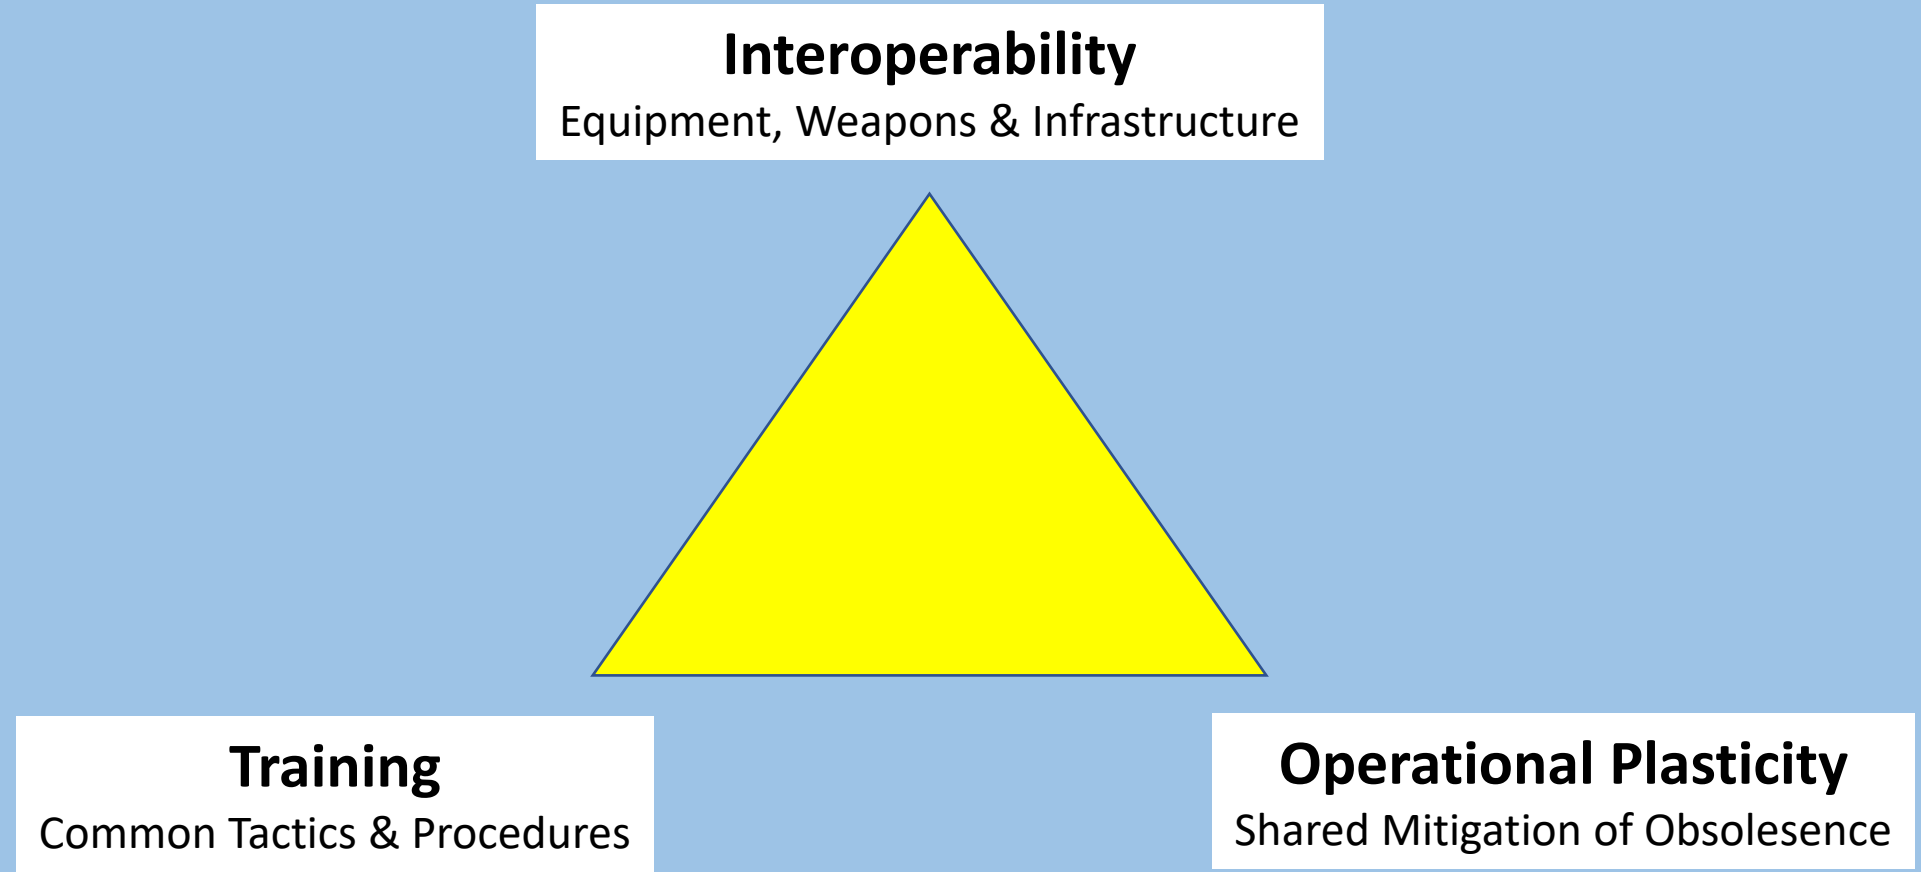 Interoperability
Equipment, Weapons & Infrastructure
Training
Common Tactics & Procedures
Operational Plasticity
Shared Mitigation of Obsolesence